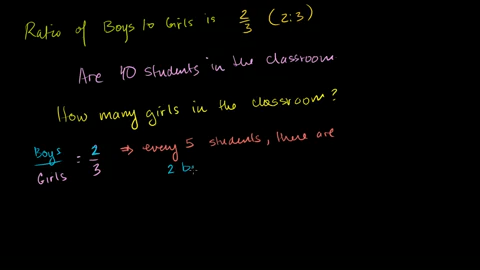 Ratio of Boys to Girls is 2/3 (2:3)
Are 40 students in the classroom
How many girls in the classroom?
Boys/Girls = 2/3 ⇒ every 5 students, there are
2 bo